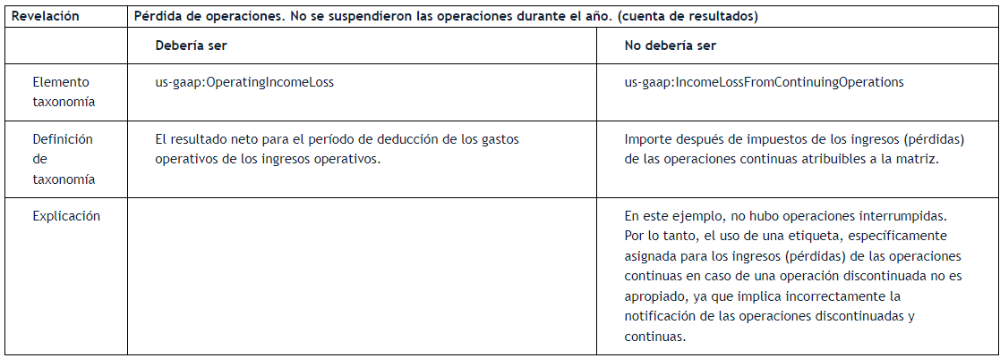 Revelación
Pérdida de operaciones. No se suspendieron las operaciones durante el año. (cuenta de resultados)
Debería ser
No debería ser
Elemento
taxonomía
us-gaap:OperatingIncomeLoss
us-gaap:IncomeLossFromContinuingOperations
Definición
de
taxonomía
El resultado neto para el período de deducción de los gastos
operativos de los ingresos operativos.
Importe después de impuestos de los ingresos (pérdidas)
de las operaciones continuas atribuibles a la matriz.
Explicación
En este ejemplo, no hubo operaciones interrumpidas.
Por lo tanto, el uso de una etiqueta, específicamente
asignada para los ingresos (pérdidas) de las operaciones
continuas en caso de una operación discontinuada no es
apropiado, ya que implica incorrectamente la
notificación de las operaciones discontinuadas y
continuas.